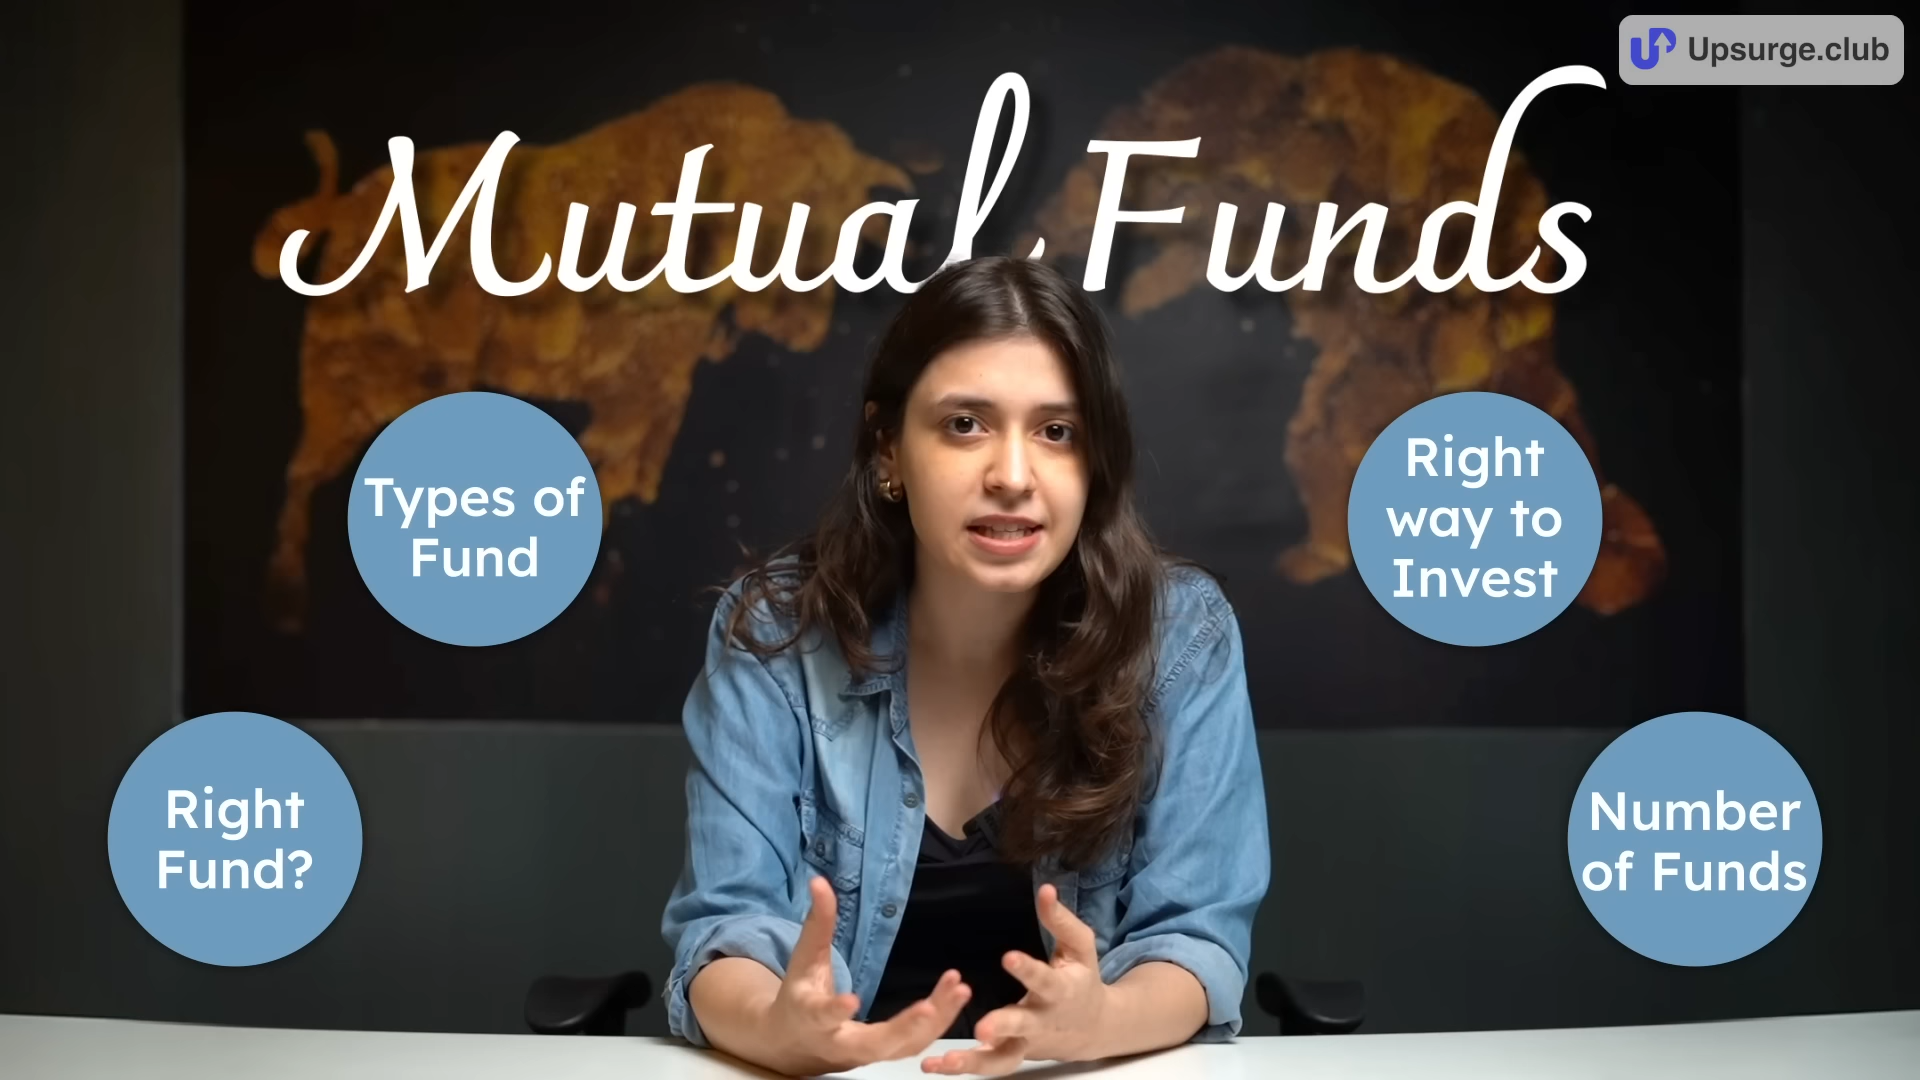 Upsurge.club
Mutual Funds
Types of
Fund
Right
way to
Invest
Right
Fund?
Number
of Funds